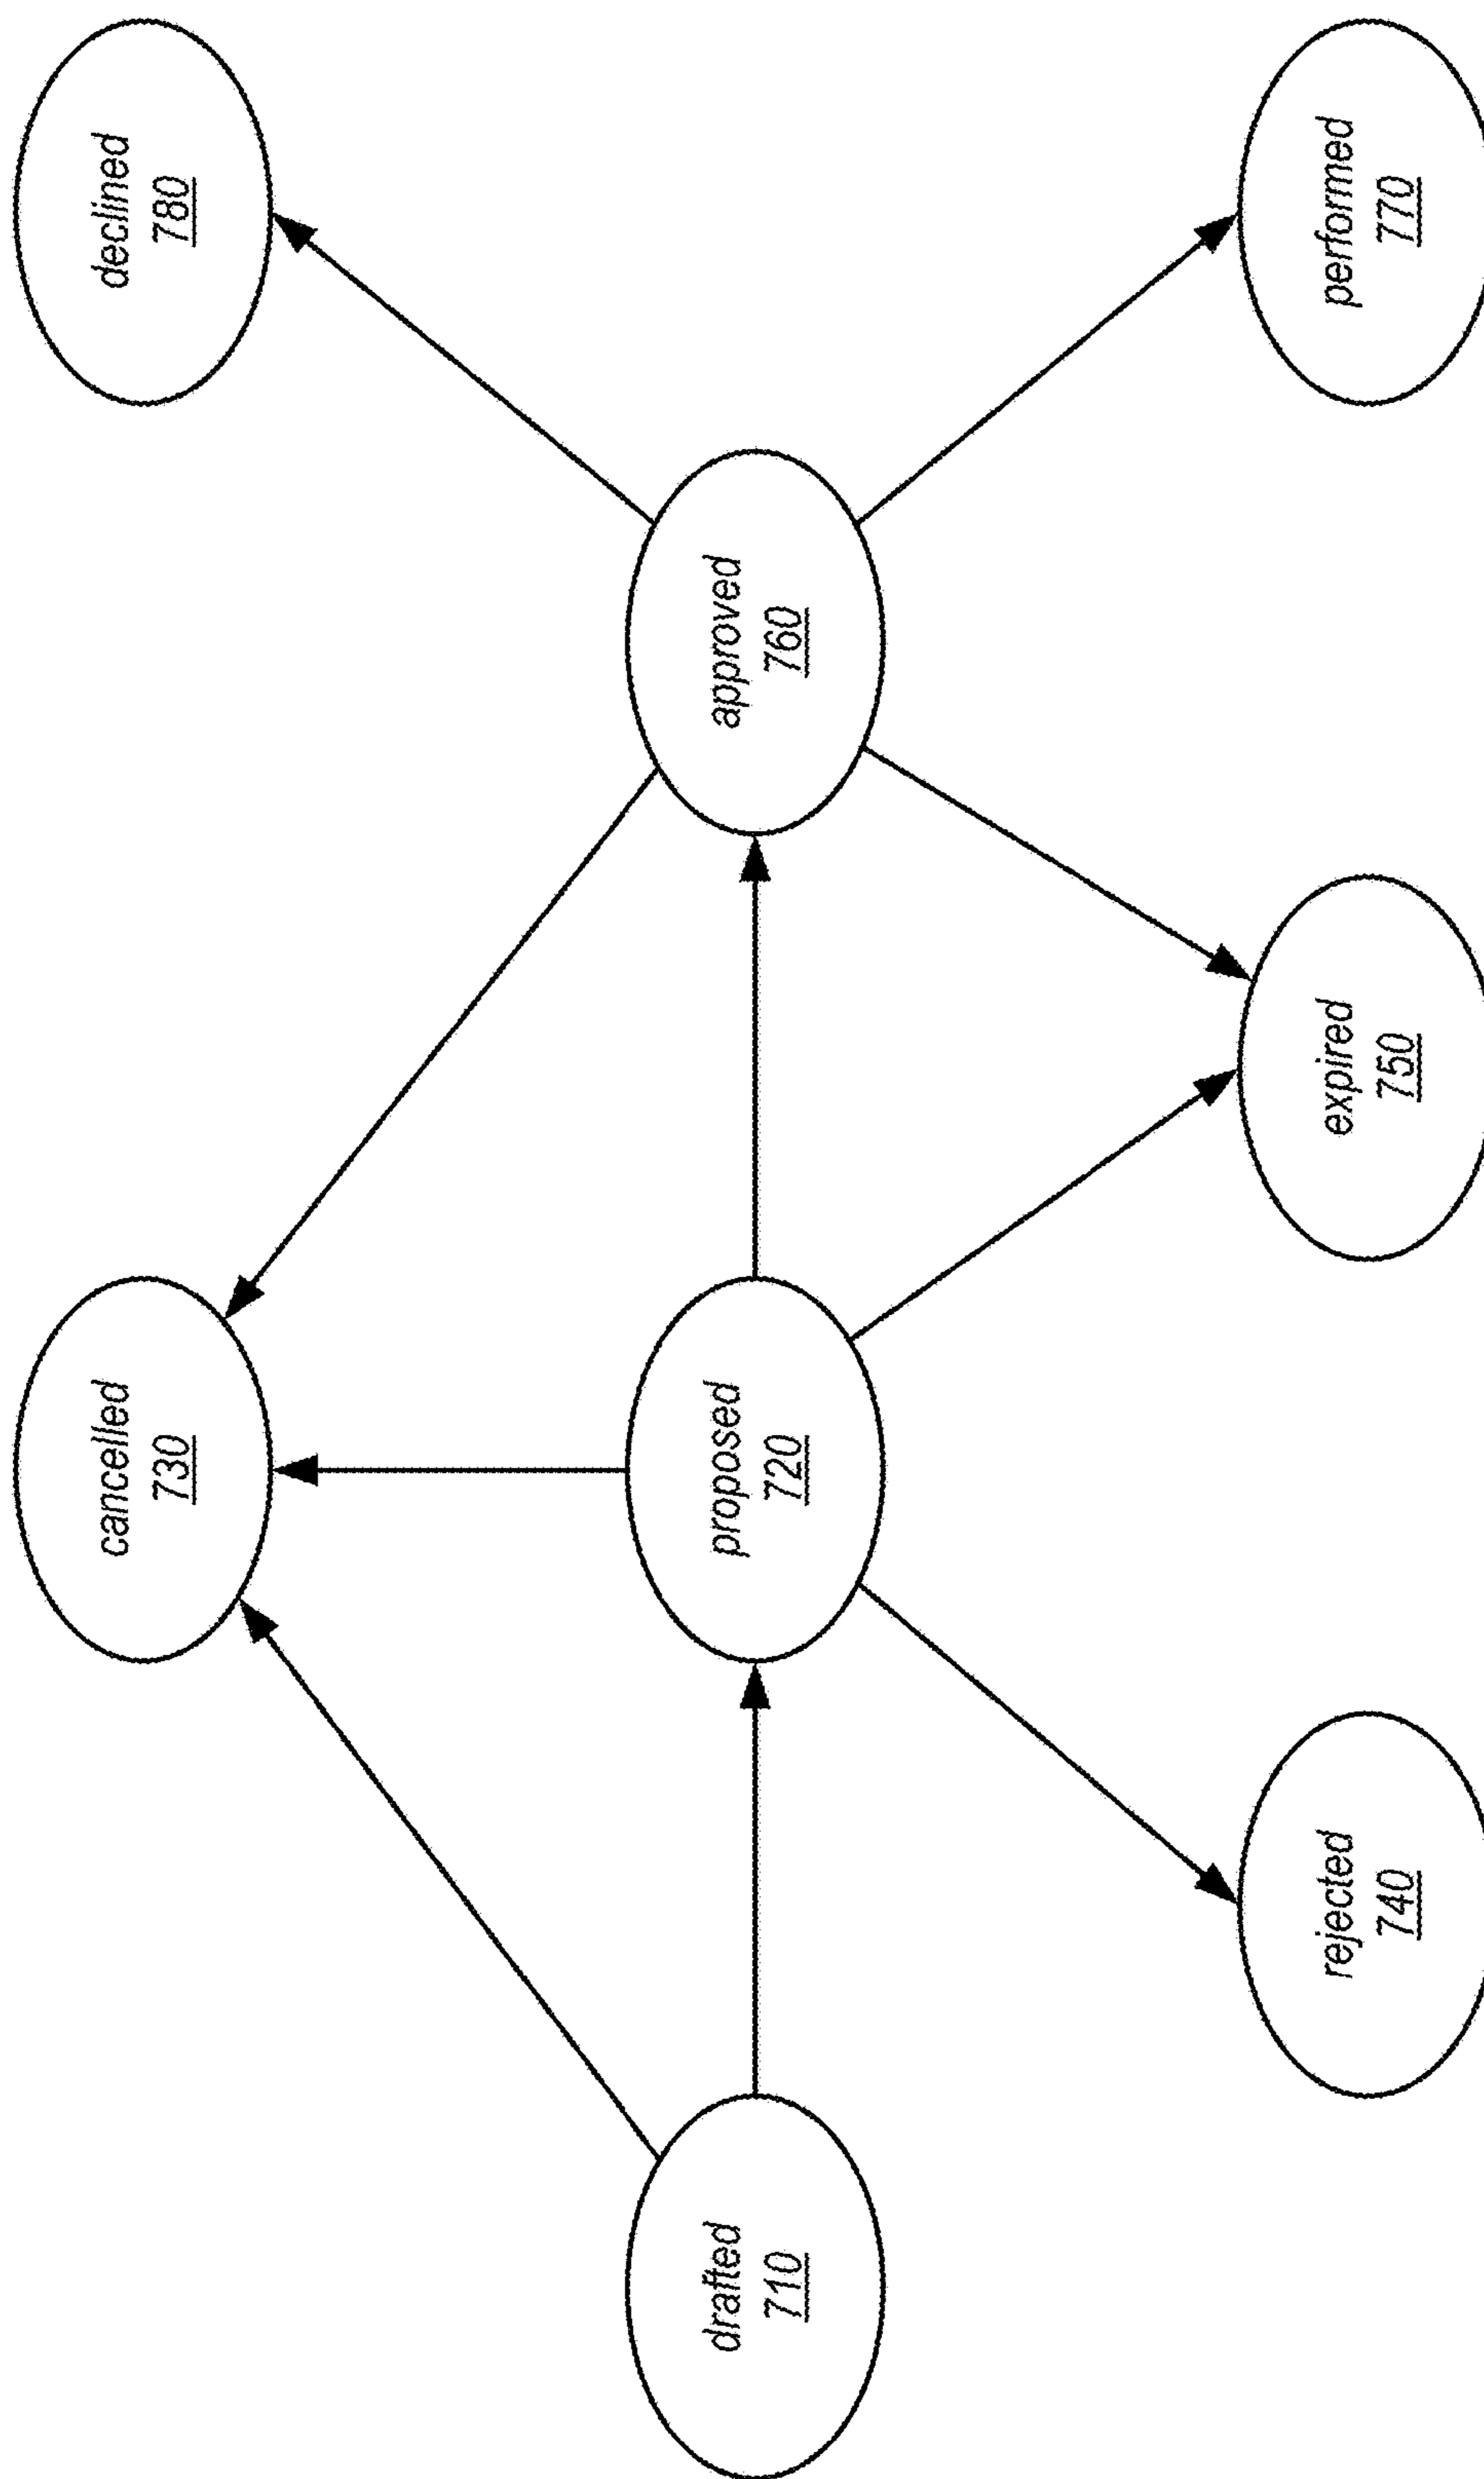 cancelled
730
declined
780
drafted
710
proposed
720
approved
760
rejected
740
expired
750
performed
770